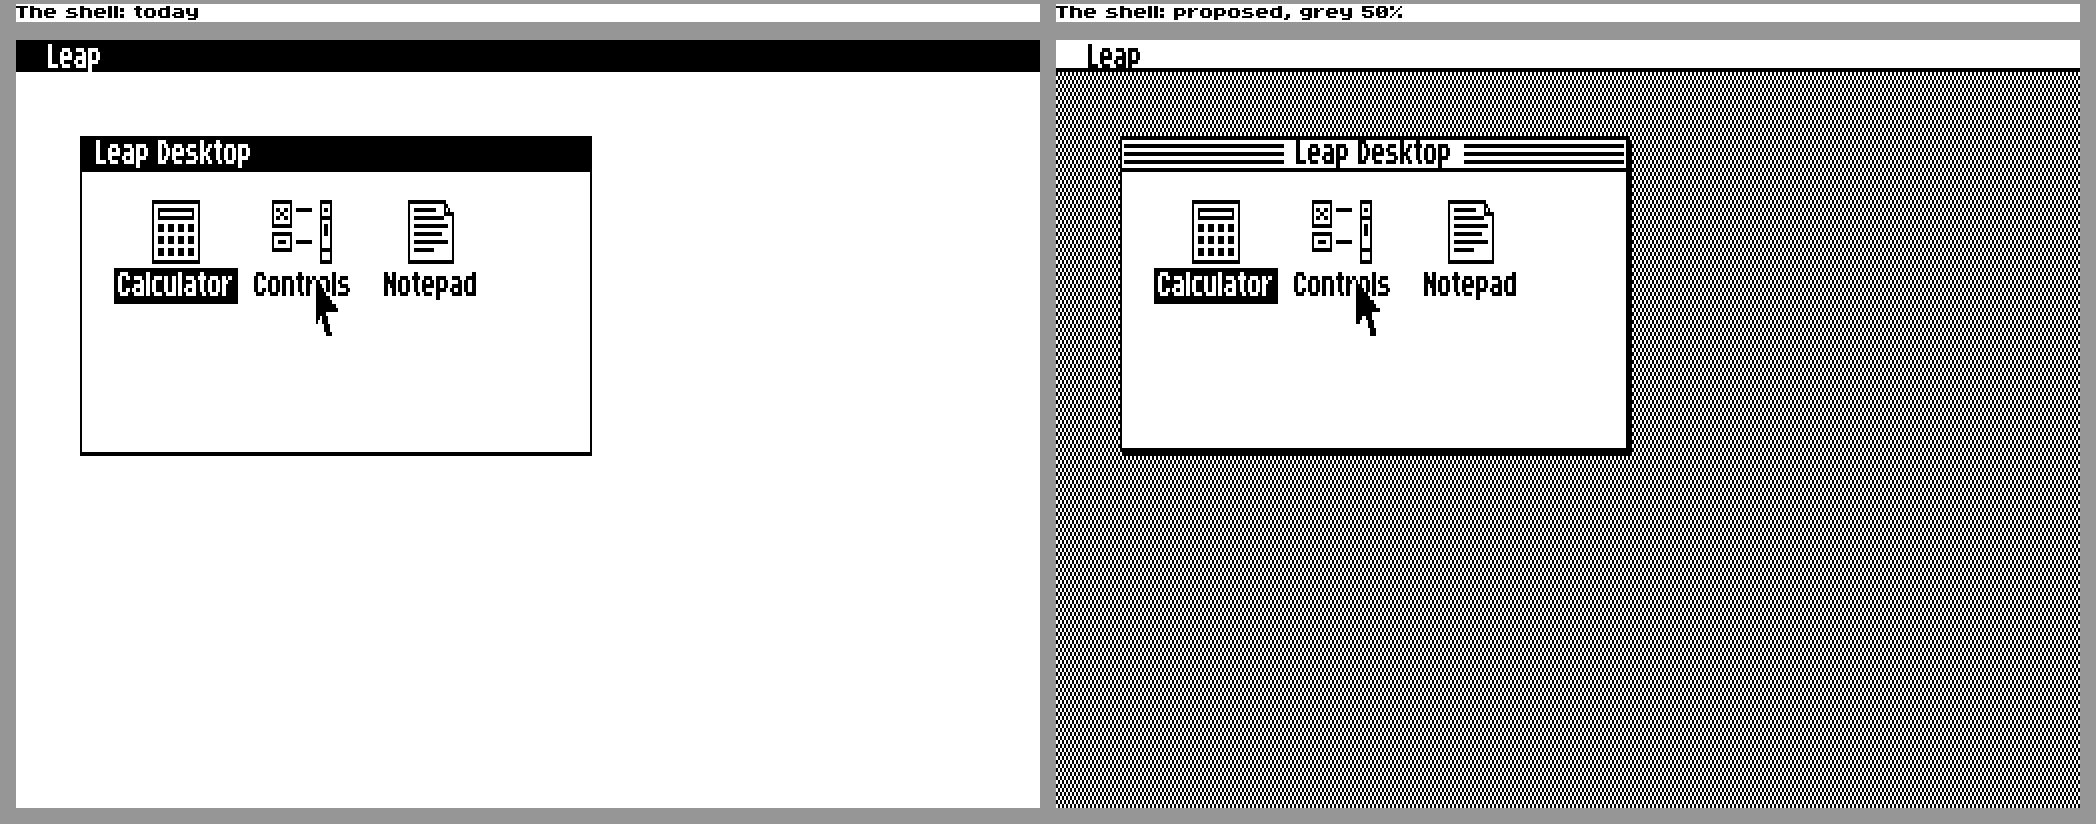 The shell: today
Leap
Leap Desktop
Calculator Controls Notepad
The shell: proposed, grey 50%
Leap
Leap Desktop
Calculator Controls Notepad